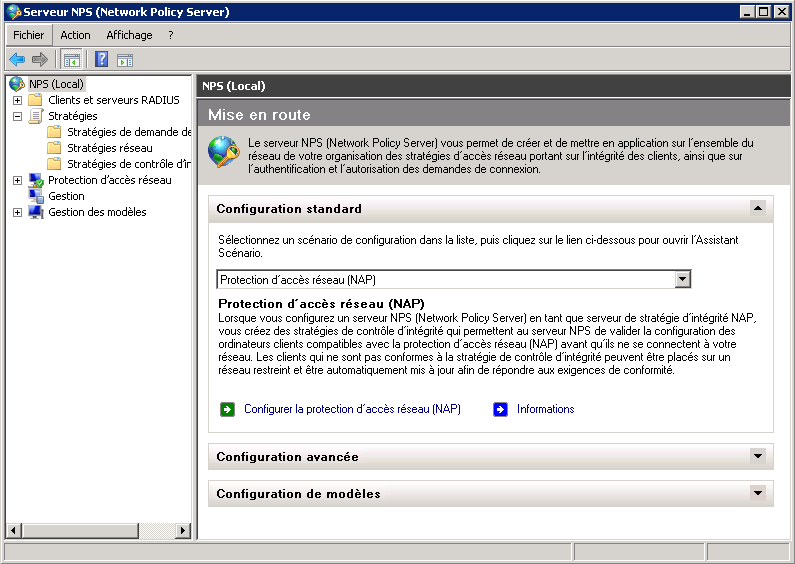 Serveur NPS (Network Policy Server)
Fichier Action Affichage ?
NPS (Local)
Clients et serveurs RADIUS
Stratégies
Stratégies de demande de
Stratégies réseau
Stratégies de contrôle d'in
Protection d'accès réseau
Gestion
Gestion des modèles
NPS (Local)
Mise en route
Le serveur NPS (Network Policy Server) vous permet de créer et de mettre en application sur l'ensemble du
réseau de votre organisation des stratégies d'accès réseau portant sur l'intégrité des clients, ainsi que sur
l'authentification et l'autorisation des demandes de connexion.
Configuration standard
Sélectionnez un scénario de configuration dans la liste, puis cliquez sur le lien ci-dessous pour ouvrir l'Assistant
Scénario.
Protection d'accès réseau (NAP)
Protection d'accès réseau (NAP)
Lorsque vous configurez un serveur NPS (Network Policy Server) en tant que serveur de stratégie d'intégrité NAP,
vous créez des stratégies de contrôle d'intégrité qui permettent au serveur NPS de valider la configuration des
ordinateurs clients compatibles avec la protection d'accès réseau (NAP) avant qu'ils ne se connectent à votre
réseau. Les clients qui ne sont pas conformes à la stratégie de contrôle d'intégrité peuvent être placés sur un
réseau restreint et être automatiquement mis à jour afin de répondre aux exigences de conformité.
Configurer la protection d'accès réseau (NAP) Informations
Configuration avancée
Configuration de modèles